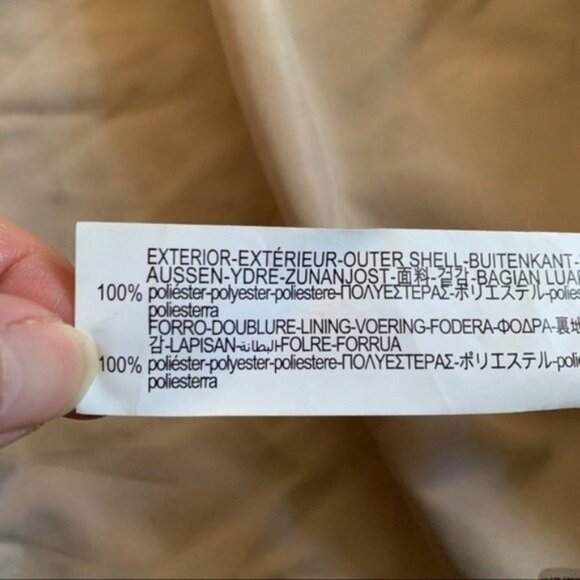 EXTERIOR-EXTÉRIEUR-OUTER SHELL-BUITENKANT-
AUSSEN-YDRE-ZUNANJOST-面料-겉감-BAGIAN LUAR
100% poliéster-polyester-poliestere-ΠΟΛΥΕΣΤΕΡΑΣ-ポリエステル-polies
poliesterra
FORRO-DOUBLURE-LINING-VOERING-FODERA-ΦΟΔΡΑ-裏地
감-LAPISAN-البطانة-FOLRE-FORRUA
100% poliéster-polyester-poliestere-ΠΟΛΥΕΣΤΕΡΑΣ-ポリエステル-polie
poliesterra